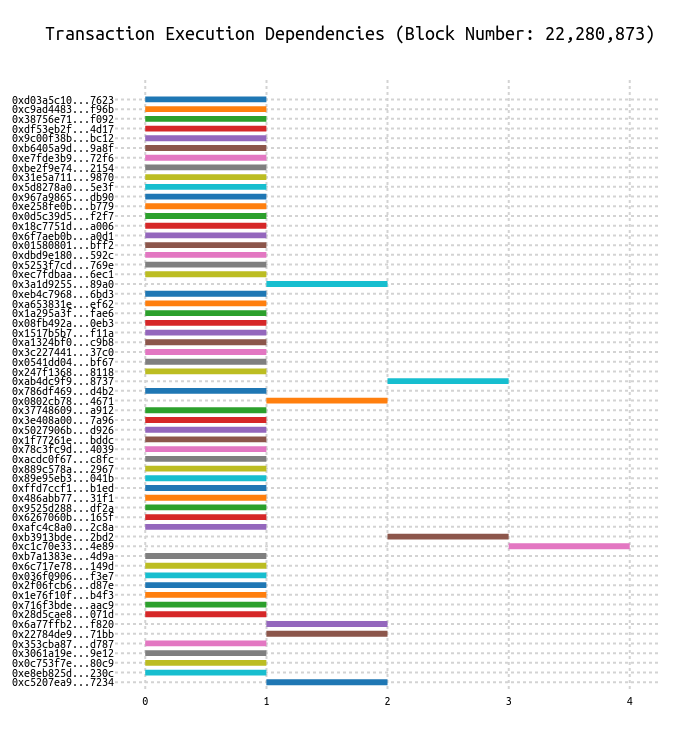 Transaction Execution Dependencies (Block Number: 22,280,873)
0xd03a5c10...7623
0xc9ad4483...f96b
0x38756e71...f092
0xdf53eb2f...4d17
0x9c00f38b...bc12
0xb6405a9d...9a8f
0xe7fde3b9...72f6
0xbe2f9e74...2154
0x31e5a711...9870
0x5d8278a0...5e3f
0x967a9865...db90
0xe258fe0b...b779
0x0d5c39d5...f2f7
0x18c7751d...a006
0x6f7aeb0b...a0d1
0x01580801...bff2
0xdbd9e180...592c
0x5253f7cd...769e
0xec7fdbaa...6ec1
0x3a1d9255...89a0
0xeb4c7968...6bd3
0xa653831e...ef62
0x1a295a3f...fae6
0x08fb492a...0eb3
0x1517b5b7...f11a
0xa1324bf0...c9b8
0x3c227441...37c0
0x0541dd04...bf67
0x247f1368...8118
0xab4dc9f9...8737
0x786df469...d4b2
0x0802cb78...4671
0x37748609...a912
0x3e408a00...7a96
0x5027906b...d926
0x1f77261e...bddc
0x78c3fc9d...4039
0xacdc0f67...c8fc
0x889c578a...2967
0x89e95eb3...041b
0xffd7ccf1...b1ed
0x486abb77...31f1
0x9525d288...df2a
0x6267060b...165f
0xafc4c8a0...2c8a
0xb3913bde...2bd2
0xc1c70e33...4e89
0xb7a1383e...4d9a
0x6c717e78...149d
0x036f0906...f3e7
0x2f06fcb6...d87e
0x1e76f10f...b4f3
0x716f3bde...aac9
0x28d5cae8...071d
0x6a77ffb2...f820
0x22784de9...71bb
0x353cba87...d787
0x3061a19e...9e12
0x0c753f7e...80c9
0xe8eb825d...230c
0xc5207ea9...7234
0 1 2 3 4